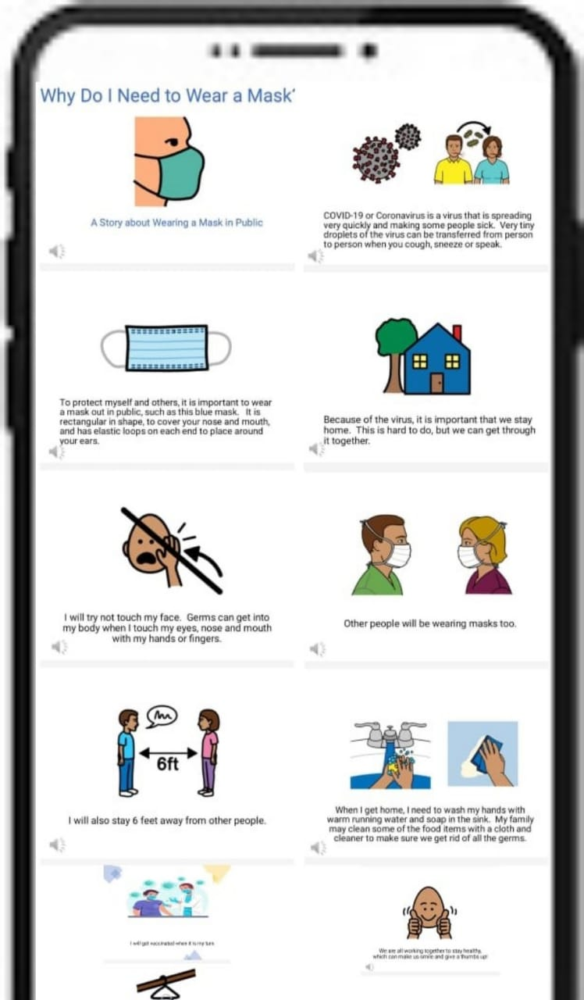 Why Do I Need to Wear a Mask'
A Story about Wearing a Mask in Public
COVID-19 or Coronavirus is a virus that is spreading
very quickly and making some people sick. Very tiny
droplets of the virus can be transferred from person
to person when you cough, sneeze or speak.
To protect myself and others, it is important to wear
a mask out in public, such as this blue mask. It is
rectangular in shape, to cover your nose and mouth,
and has elastic loops on each end to place around
your ears.
Because of the virus, it is important that we stay
home. This is hard to do, but we can get through
it together.
I will try not touch my face. Germs can get into
my body when I touch my eyes, nose and mouth
with my hands or fingers.
Other people will be wearing masks too.
6ft
I will also stay 6 feet away from other people.
When I get home, I need to wash my hands with
warm running water and soap in the sink. My family
may clean some of the food items with a cloth and
cleaner to make sure we get rid of all the germs.
I will get vaccinated when it is my turn.
We are all working together to stay healthy,
which can make us smile and give a thumbs up!